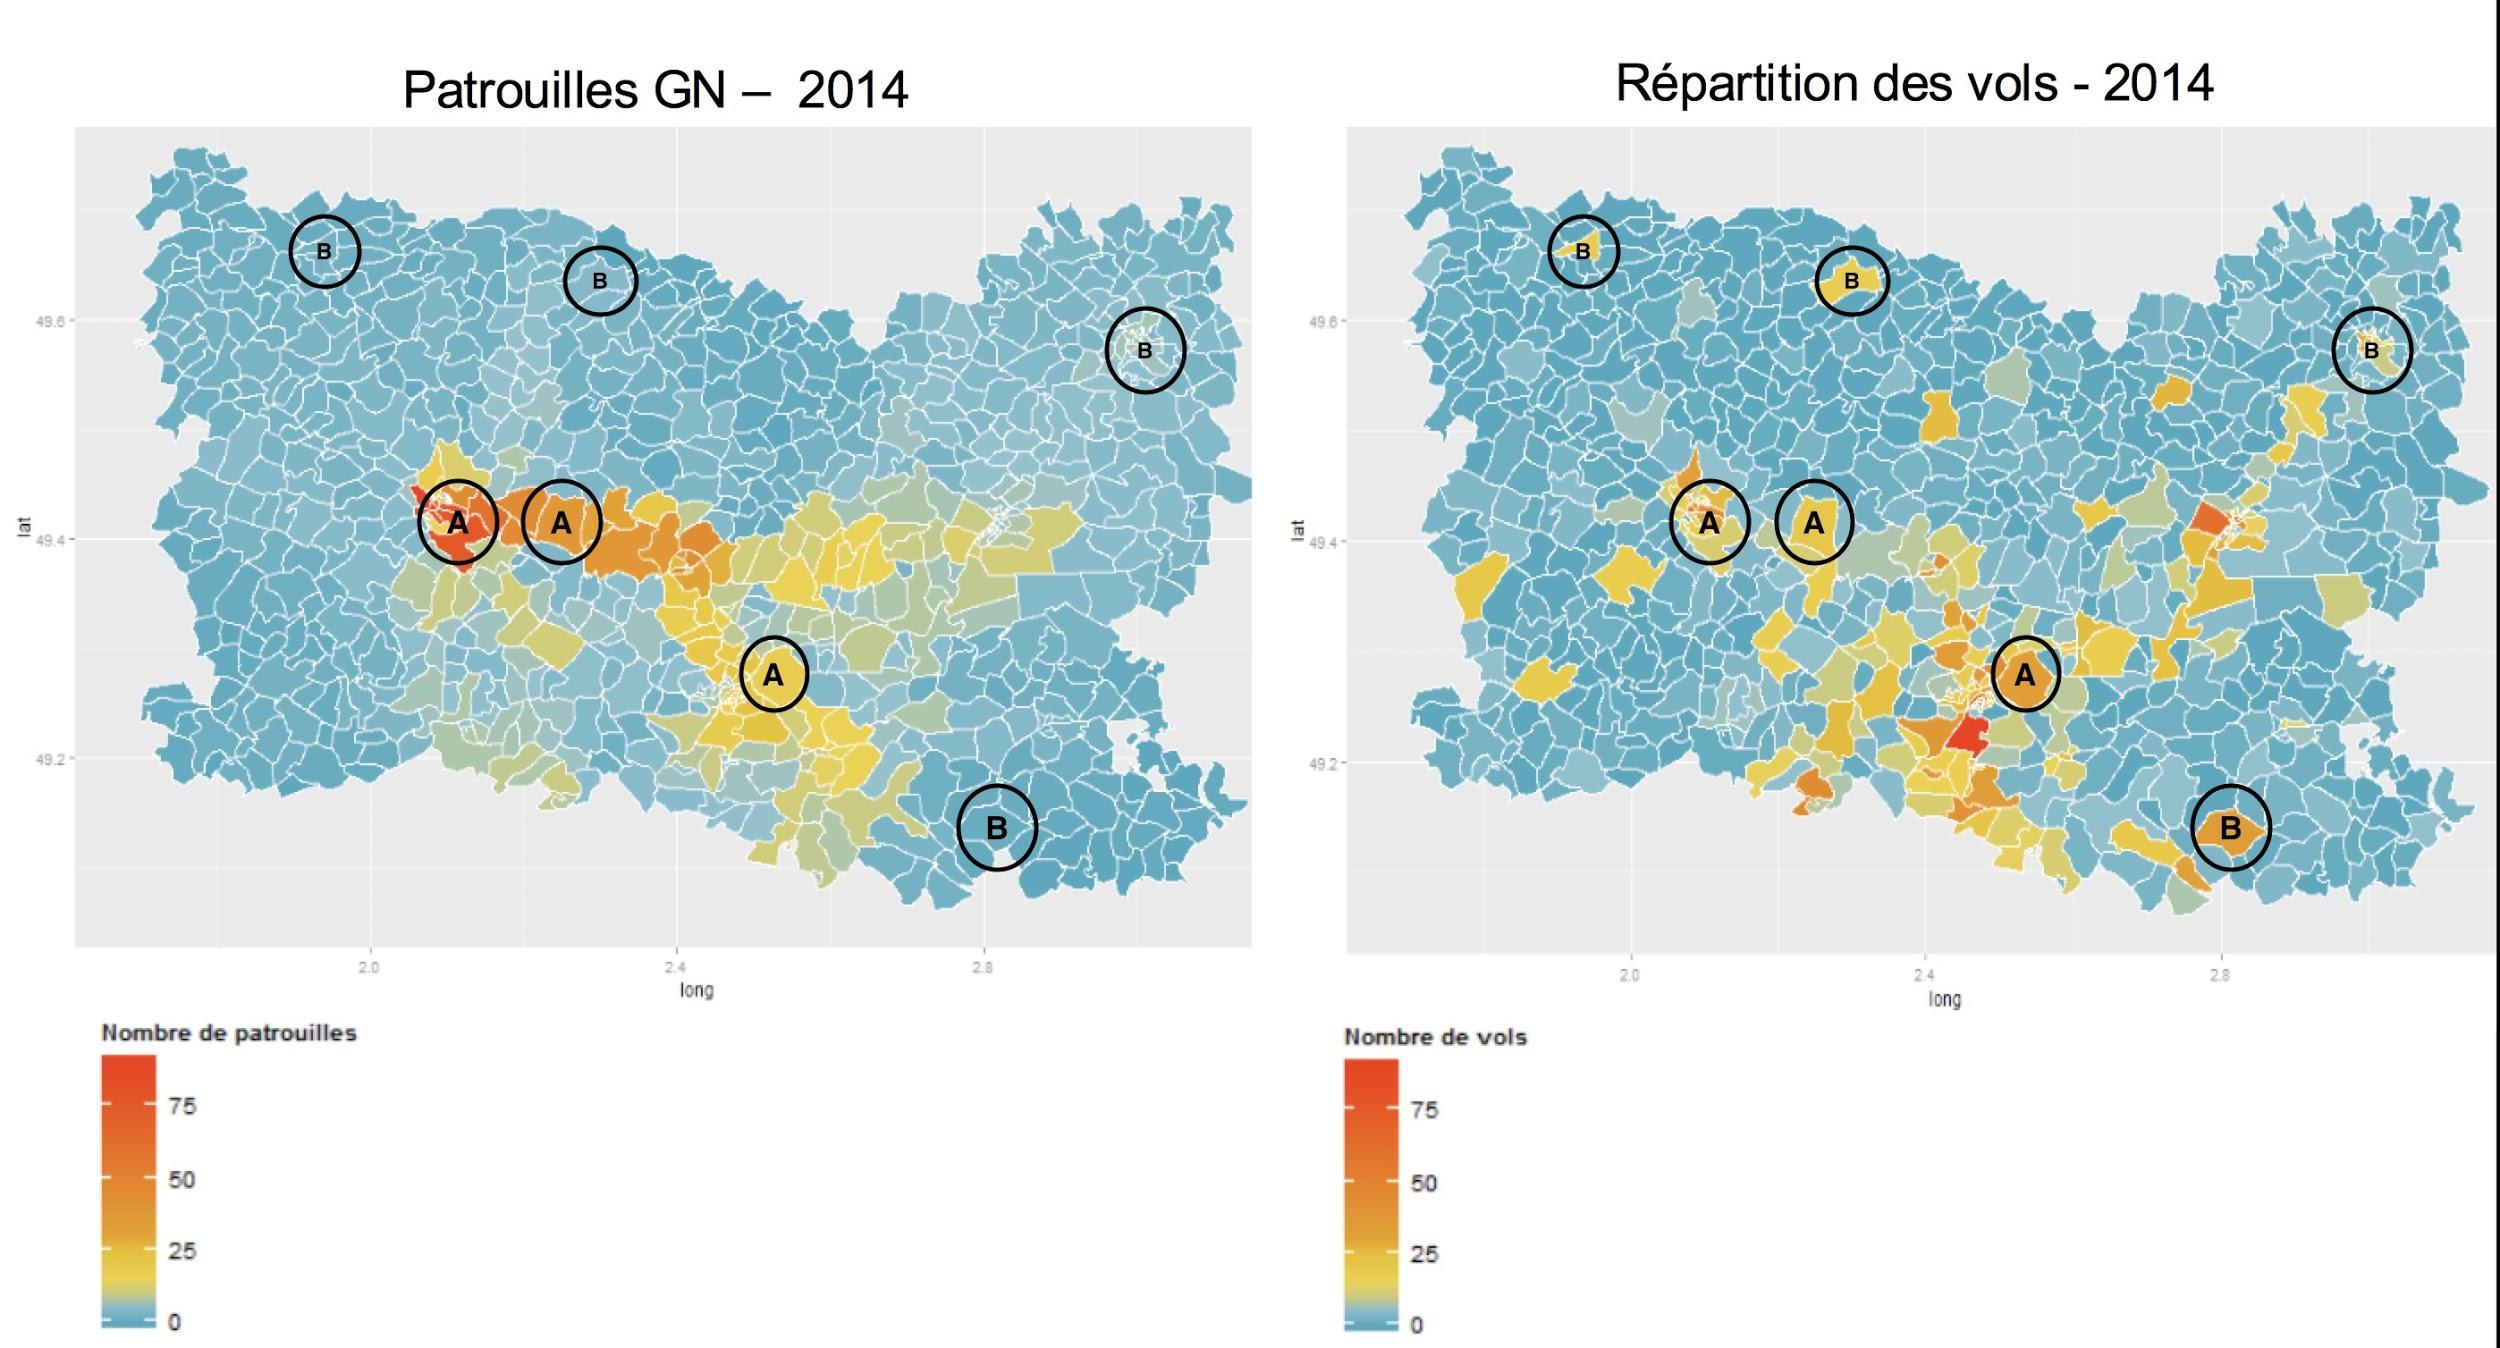 Patrouilles GN – 2014
B
B
B
A
A
A
B
49.6
49.4
49.2
lat
2.0
2.4
2.8
long
Nombre de patrouilles
75
50
25
0
Répartition des vols - 2014
B
B
B
A
A
A
B
49.6
49.4
49.2
lat
2.0
2.4
2.8
long
Nombre de vols
75
50
25
0